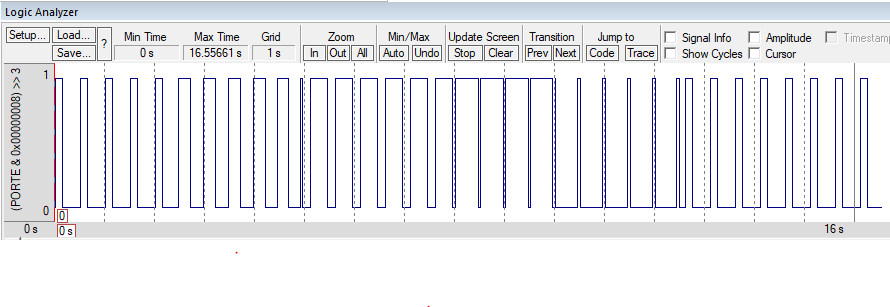 Logic Analyzer
Setup... Load... Save... ? Min Time Max Time Grid Zoom Min/Max Update Screen Transition Jump to Signal Info Amplitude Timestamp
0 s 16.55661 s 1 s In Out All Auto Undo Stop Clear Prev Next Code Trace Show Cycles Cursor
(PORTE & 0x00000008) >> 3
1
0
0
0 s 0 s 16 s